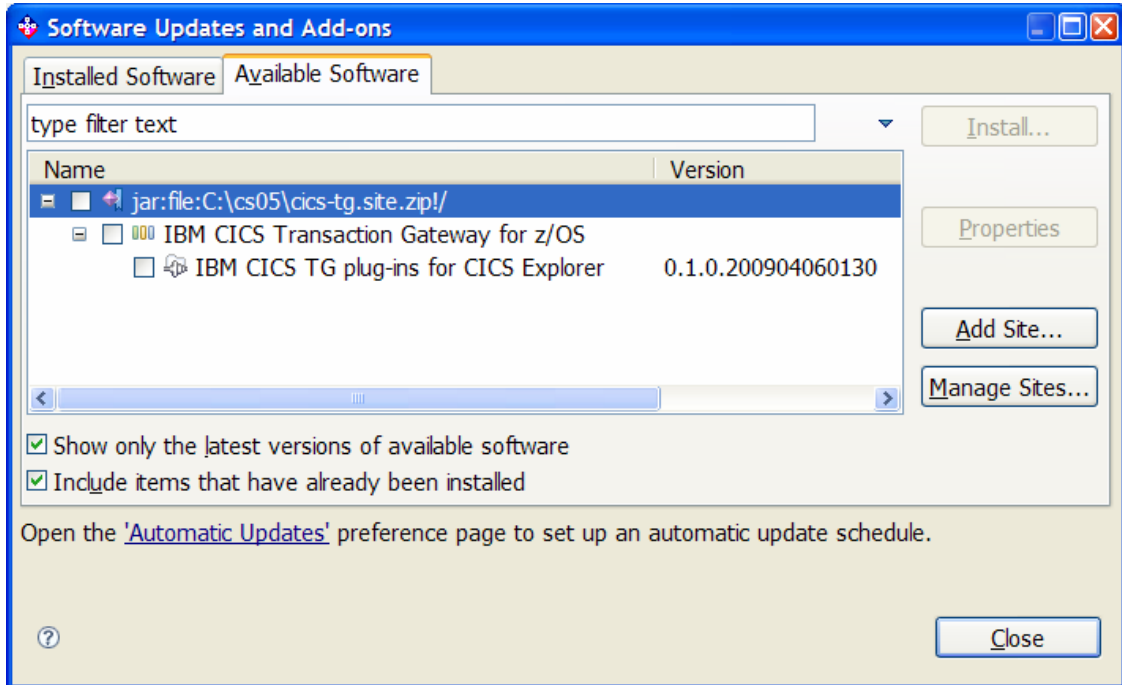 Software Updates and Add-ons
Installed Software Available Software
type filter text
Install...
Name Version
jar:file:C:\cs05\cics-tg.site.zip!/
IBM CICS Transaction Gateway for z/OS
Properties
IBM CICS TG plug-ins for CICS Explorer 0.1.0.200904060130
Add Site...
Manage Sites...
Show only the latest versions of available software
Include items that have already been installed
Open the 'Automatic Updates' preference page to set up an automatic update schedule.
?
Close